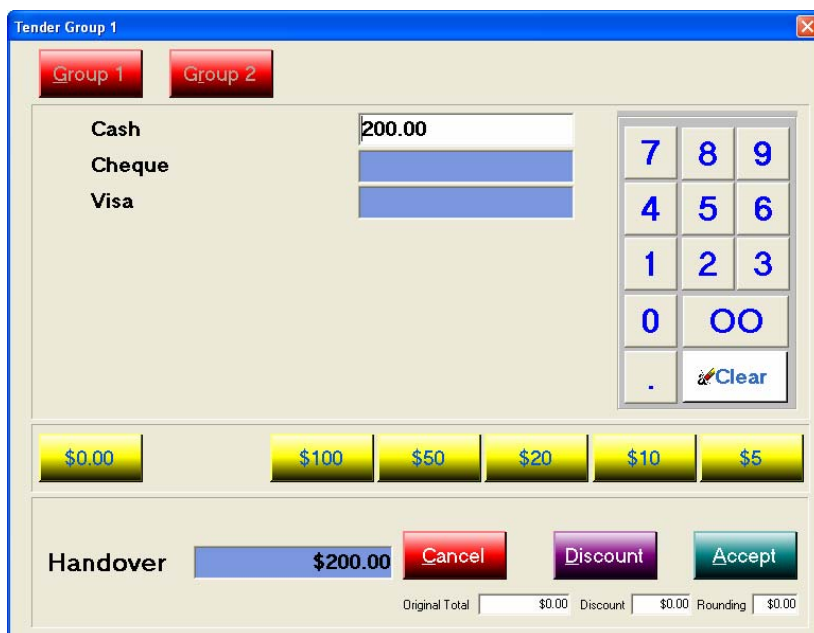 Tender Group 1
Group 1 Group 2
Cash 200.00
Cheque
Visa
7 8 9
4 5 6
1 2 3
0 00
. Clear
$0.00 $100 $50 $20 $10 $5
Handover $200.00 Cancel Discount Accept
Original Total $0.00 Discount $0.00 Rounding $0.00